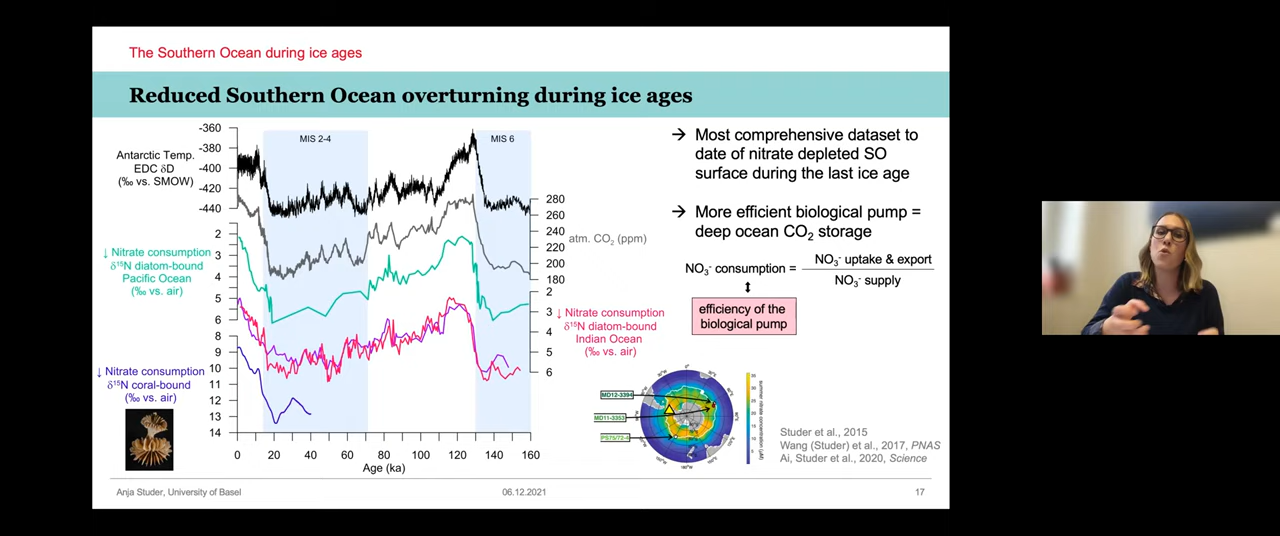 The Southern Ocean during ice ages
Reduced Southern Ocean overturning during ice ages
-360
-380
-400
-420
-440
Antarctic Temp.
EDC δD
(‰ vs. SMOW)
MIS 2-4
MIS 6
280
260
240
220
200
180
atm. CO₂ (ppm)
2
3
4
5
6
↓ Nitrate consumption
δ¹⁵N diatom-bound
Pacific Ocean
(‰ vs. air)
2
3
4
5
6
↓ Nitrate consumption
δ¹⁵N diatom-bound
Indian Ocean
(‰ vs. air)
8
9
10
11
12
13
14
↓ Nitrate consumption
δ¹⁵N coral-bound
(‰ vs. air)
0 20 40 60 80 100 120 140 160
Age (ka)
→ Most comprehensive dataset to
date of nitrate depleted SO
surface during the last ice age
→ More efficient biological pump =
deep ocean CO₂ storage
NO₃⁻ consumption = NO₃⁻ uptake & export
NO₃⁻ supply
efficiency of the
biological pump
MD12-3394
MD11-3353
PS75/72-4
summer nitrate concentration (µM)
Studer et al., 2015
Wang (Studer) et al., 2017, PNAS
Ai, Studer et al., 2020, Science
Anja Studer, University of Basel
06.12.2021
17